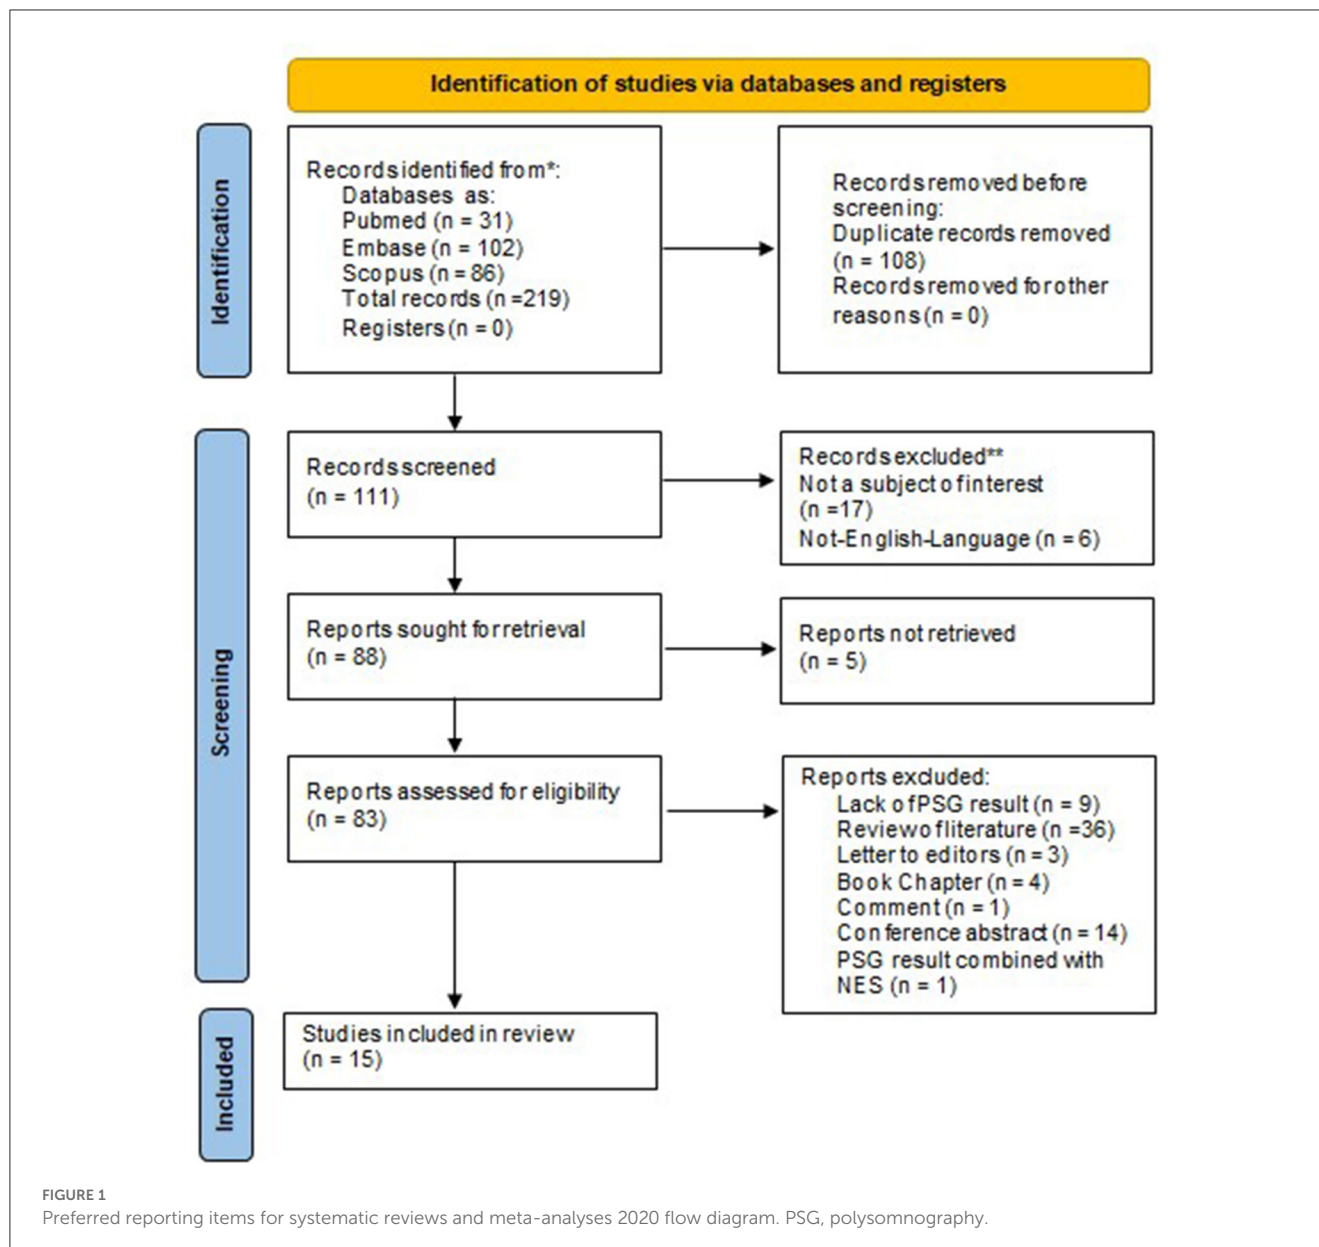 Identification of studies via databases and registers
Identification
Records identified from*:
Databases as:
Pubmed (n = 31)
Embase (n = 102)
Scopus (n = 86)
Total records (n =219)
Registers (n = 0)
Records removed before
screening:
Duplicate records removed
(n = 108)
Records removed for other
reasons (n = 0)
Screening
Records screened
(n = 111)
Records excluded**
Not a subject of interest
(n =17)
Not-English-Language (n = 6)
Reports sought for retrieval
(n = 88)
Reports not retrieved
(n = 5)
Reports assessed for eligibility
(n = 83)
Reports excluded:
Lack of PSG result (n = 9)
Review of literature (n =36)
Letter to editors (n = 3)
Book Chapter (n = 4)
Comment (n = 1)
Conference abstract (n = 14)
PSG result combined with
NES (n = 1)
Included
Studies included in review
(n = 15)
FIGURE 1
Preferred reporting items for systematic reviews and meta-analyses 2020 flow diagram. PSG, polysomnography.